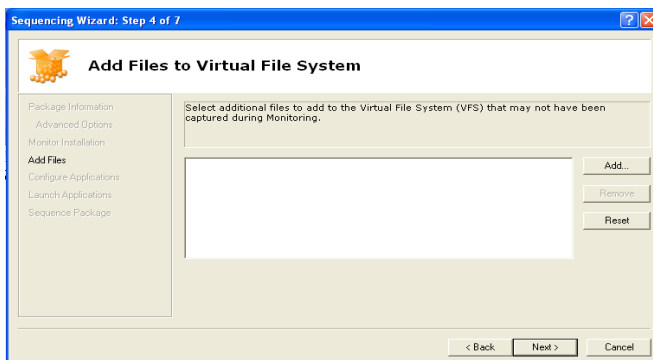 Sequencing Wizard: Step 4 of 7
Add Files to Virtual File System
Package Information
Advanced Options
Monitor Installation
Add Files
Configure Applications
Launch Applications
Sequence Package
Select additional files to add to the Virtual File System (VFS) that may not have been
captured during Monitoring.
Add...
Remove
Reset
< Back
Next >
Cancel